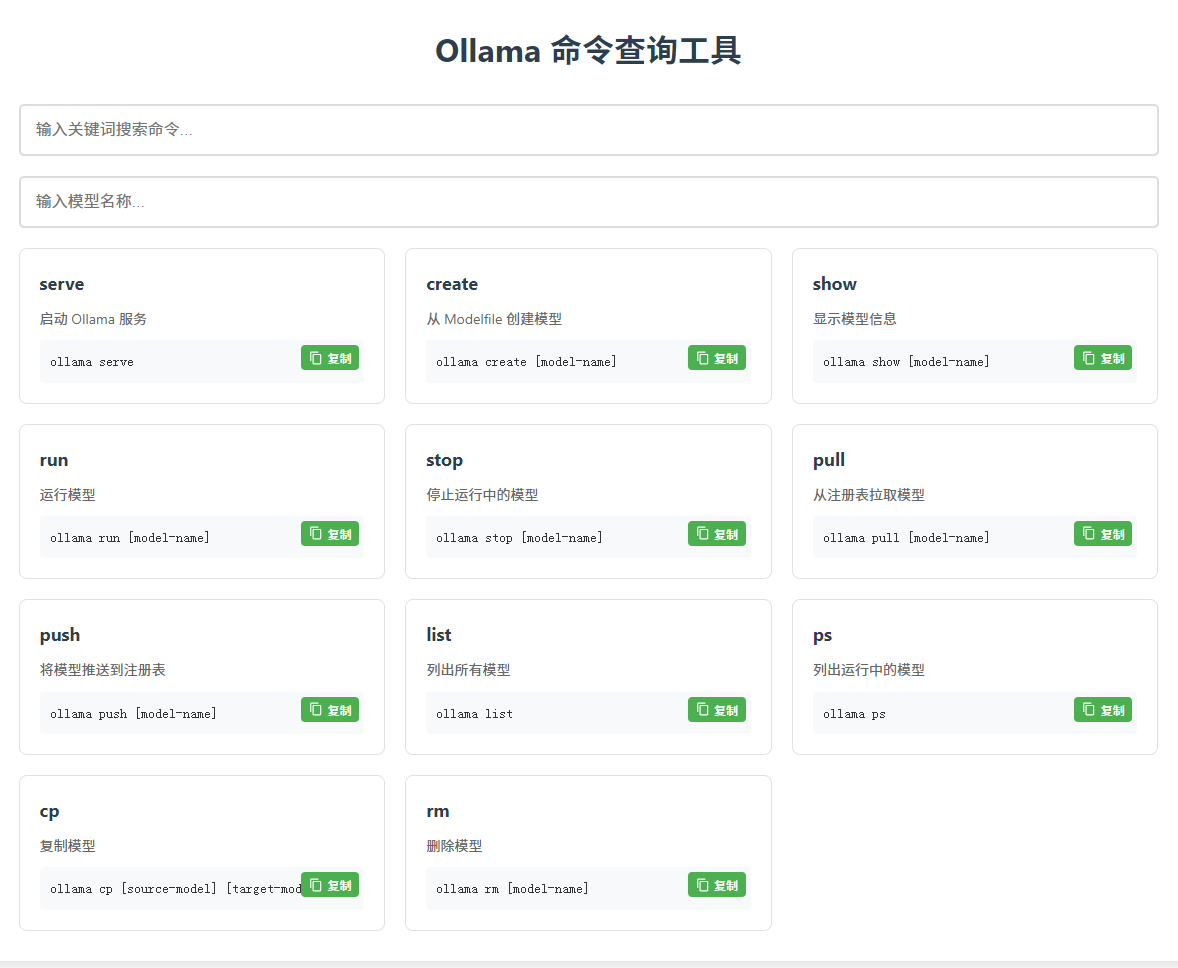 Ollama 命令查询工具
输入关键词搜索命令...
输入模型名称...
serve
启动 Ollama 服务
ollama serve
复制
create
从 Modelfile 创建模型
ollama create [model-name]
复制
show
显示模型信息
ollama show [model-name]
复制
run
运行模型
ollama run [model-name]
复制
stop
停止运行中的模型
ollama stop [model-name]
复制
pull
从注册表拉取模型
ollama pull [model-name]
复制
push
将模型推送到注册表
ollama push [model-name]
复制
list
列出所有模型
ollama list
复制
ps
列出运行中的模型
ollama ps
复制
cp
复制模型
ollama cp [source-model] [target-mod
复制
rm
删除模型
ollama rm [model-name]
复制